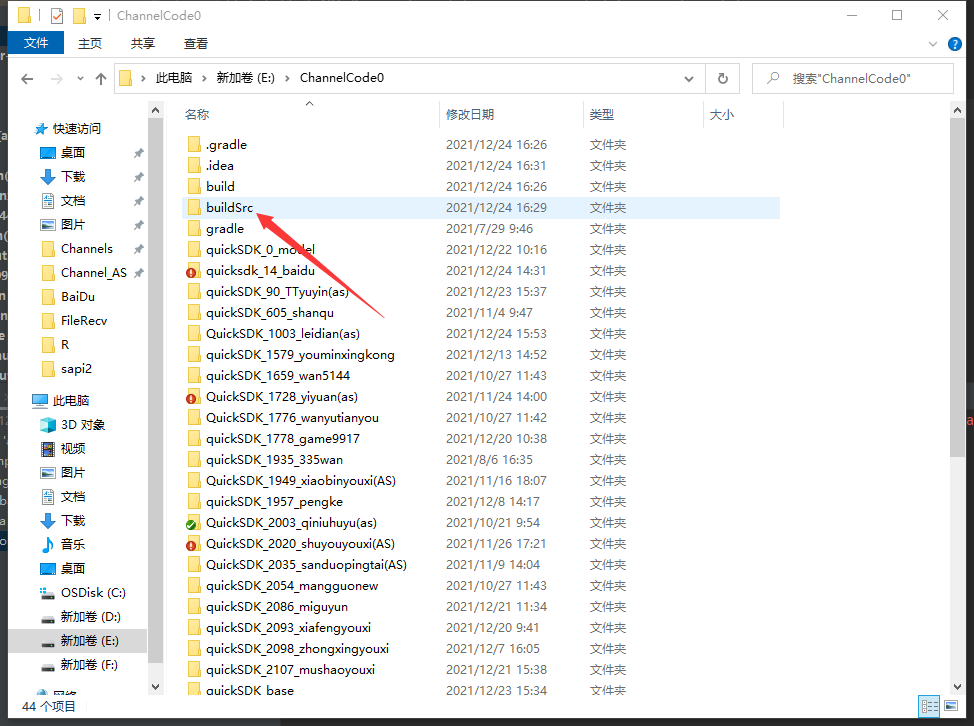 ChannelCode0
文件 主页 共享 查看
此电脑 新加卷 (E:) ChannelCode0 搜索"ChannelCode0"
名称 修改日期 类型 大小
快速访问
桌面
下载
文档
图片
Channels
Channel_AS
BaiDu
FileRecv
R
sapi2
此电脑
3D 对象
视频
图片
文档
下载
音乐
桌面
OSDisk (C:)
新加卷 (D:)
新加卷 (E:)
新加卷 (F:)
网络
.gradle 2021/12/24 16:26 文件夹
.idea 2021/12/24 16:31 文件夹
build 2021/12/24 16:26 文件夹
buildSrc 2021/12/24 16:29 文件夹
gradle 2021/7/29 9:46 文件夹
quickSDK_0_model 2021/12/22 10:16 文件夹
quicksdk_14_baidu 2021/12/24 14:31 文件夹
quickSDK_90_TTyuyin(as) 2021/12/23 15:37 文件夹
quickSDK_605_shanqu 2021/11/4 9:47 文件夹
QuickSDK_1003_leidian(as) 2021/12/24 15:53 文件夹
quickSDK_1579_youminxingkong 2021/12/13 14:52 文件夹
quickSDK_1659_wan5144 2021/10/27 11:43 文件夹
QuickSDK_1728_yiyuan(as) 2021/11/24 14:00 文件夹
QuickSDK_1776_wanyutianyou 2021/10/27 11:42 文件夹
quickSDK_1778_game9917 2021/12/20 10:38 文件夹
quickSDK_1935_335wan 2021/8/6 16:35 文件夹
QuickSDK_1949_xiaobinyouxi(AS) 2021/11/16 18:07 文件夹
quickSDK_1957_pengke 2021/12/8 14:17 文件夹
QuickSDK_2003_qiniuhuyu(as) 2021/10/21 9:54 文件夹
QuickSDK_2020_shuyouyouxi(AS) 2021/11/26 17:21 文件夹
QuickSDK_2035_sanduopingtai(AS) 2021/11/9 14:04 文件夹
quickSDK_2054_mangguonew 2021/10/27 11:43 文件夹
quickSDK_2086_miguyun 2021/12/21 11:34 文件夹
quickSDK_2093_xiafengyouxi 2021/12/20 9:41 文件夹
quickSDK_2098_zhongxingyouxi 2021/12/7 16:05 文件夹
quickSDK_2107_mushaoyouxi 2021/12/21 15:38 文件夹
quickSDK_base 2021/12/23 15:34 文件夹
44 个项目